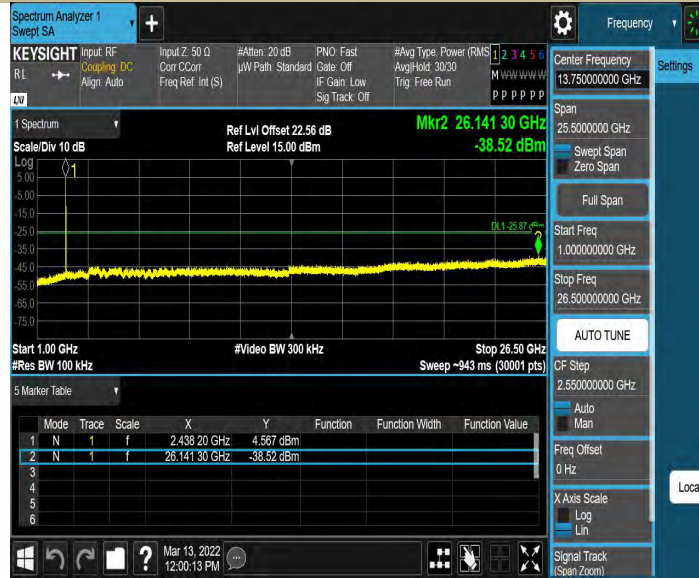 Spectrum Analyzer 1
Swept SA
+
Frequency
KEYSIGHT
RL
LXI
Input: RF
Coupling: DC
Align: Auto
Input Z: 50 Ω
Corr CCorr
Freq Ref: Int (S)
#Atten: 20 dB
µW Path: Standard
PNO: Fast
Gate: Off
IF Gain: Low
Sig Track: Off
#Avg Type: Power (RMS
Avg|Hold: 30/30
Trig: Free Run
1 2 3 4 5 6
M W W W W W
P P P P P P
Settings
1 Spectrum
Scale/Div 10 dB
Ref Lvl Offset 22.56 dB
Ref Level 15.00 dBm
Mkr2 26.141 30 GHz
-38.52 dBm
Log
5.00
-5.00
-15.0
-25.0
-35.0
-45.0
-55.0
-65.0
-75.0
1
DL1 -25.87 dBm
2
Start 1.00 GHz
#Res BW 100 kHz
#Video BW 300 kHz
Stop 26.50 GHz
Sweep ~943 ms (30001 pts)
5 Marker Table
Mode Trace Scale X Y Function Function Width Function Value
1 N 1 f 2.438 20 GHz 4.567 dBm
2 N 1 f 26.141 30 GHz -38.52 dBm
3
4
5
6
?
Mar 13, 2022
12:00:13 PM
Center Frequency
13.750000000 GHz
Span
25.5000000 GHz
Swept Span
Zero Span
Full Span
Start Freq
1.000000000 GHz
Stop Freq
26.500000000 GHz
AUTO TUNE
CF Step
2.550000000 GHz
Auto
Man
Freq Offset
0 Hz
X Axis Scale
Log
Lin
Signal Track
(Span Zoom)
Loca